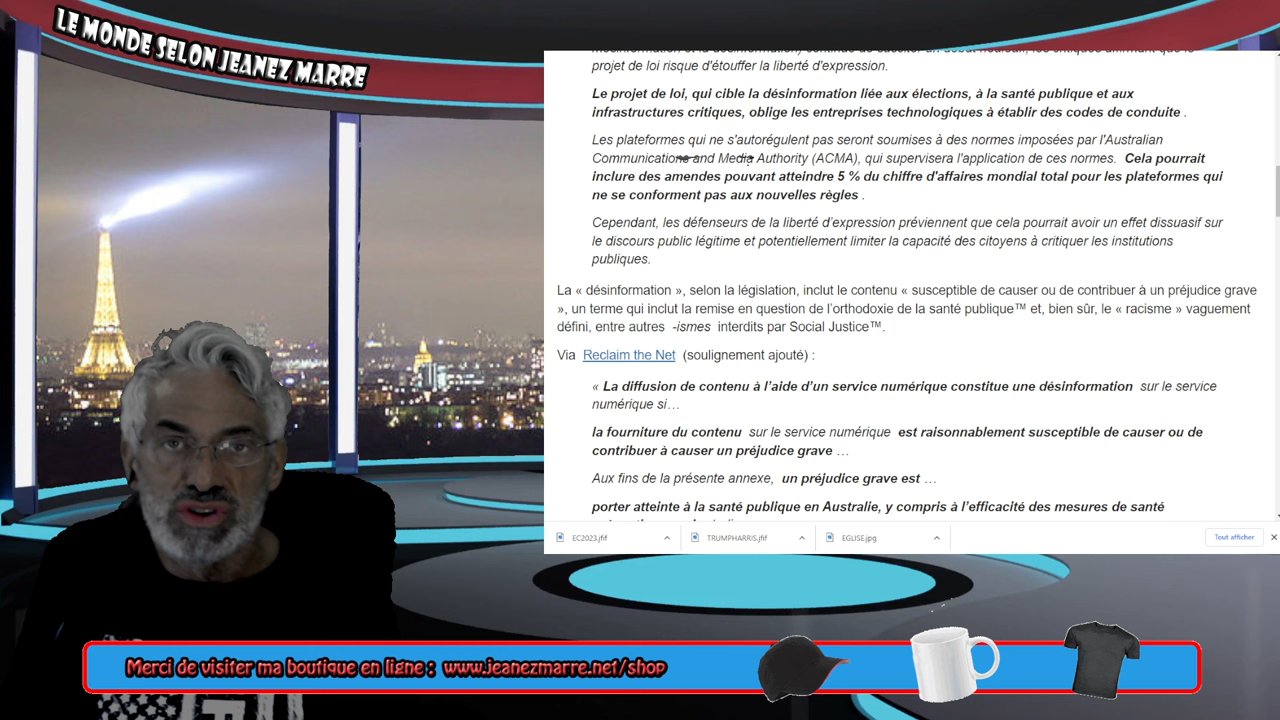 LE MONDE SELON JEANEZ MARRE
projet de loi risque d'étouffer la liberté d'expression.
Le projet de loi, qui cible la désinformation liée aux élections, à la santé publique et aux
infrastructures critiques, oblige les entreprises technologiques à établir des codes de conduite .
Les plateformes qui ne s'autorégulent pas seront soumises à des normes imposées par l'Australian
Communications and Media Authority (ACMA), qui supervisera l'application de ces normes. Cela pourrait
inclure des amendes pouvant atteindre 5 % du chiffre d'affaires mondial total pour les plateformes qui
ne se conforment pas aux nouvelles règles .
Cependant, les défenseurs de la liberté d’expression préviennent que cela pourrait avoir un effet dissuasif sur
le discours public légitime et potentiellement limiter la capacité des citoyens à critiquer les institutions
publiques.
La « désinformation », selon la législation, inclut le contenu « susceptible de causer ou de contribuer à un préjudice grave
», un terme qui inclut la remise en question de l’orthodoxie de la santé publique™ et, bien sûr, le « racisme » vaguement
défini, entre autres -ismes interdits par Social Justice™.
Via Reclaim the Net (soulignement ajouté) :
« La diffusion de contenu à l’aide d’un service numérique constitue une désinformation sur le service
numérique si…
la fourniture du contenu sur le service numérique est raisonnablement susceptible de causer ou de
contribuer à causer un préjudice grave …
Aux fins de la présente annexe, un préjudice grave est …
porter atteinte à la santé publique en Australie, y compris à l’efficacité des mesures de santé
EC2023.jfif
TRUMPHARRIS.jfif
EGLISE.jpg
Tout afficher
Merci de visiter ma boutique en ligne : www.jeanezmarre.net/shop